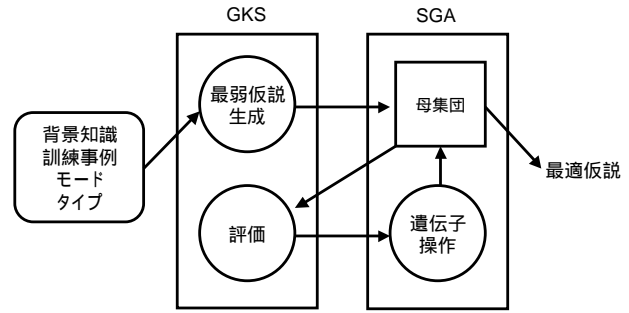 GKS
SGA
最弱仮説
生成
母集団
背景知識
訓練事例
モード
タイプ
最適仮説
評価
遺伝子
操作